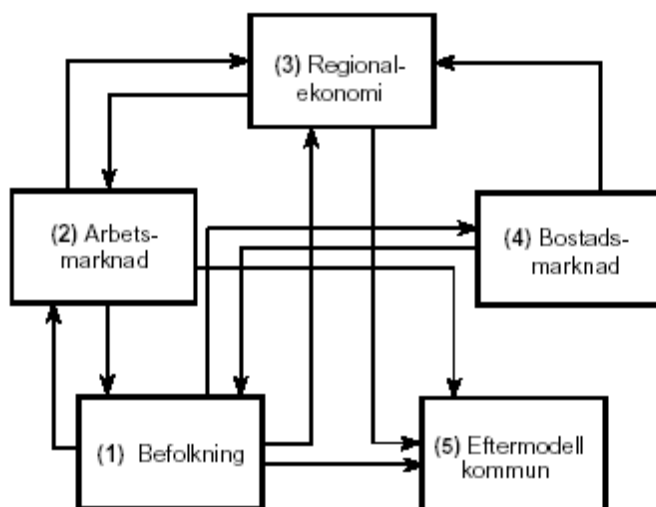 (3) Regional-
ekonomi
(2) Arbets-
marknad
(4) Bostads-
marknad
(1) Befolkning
(5) Eftermodell
kommun